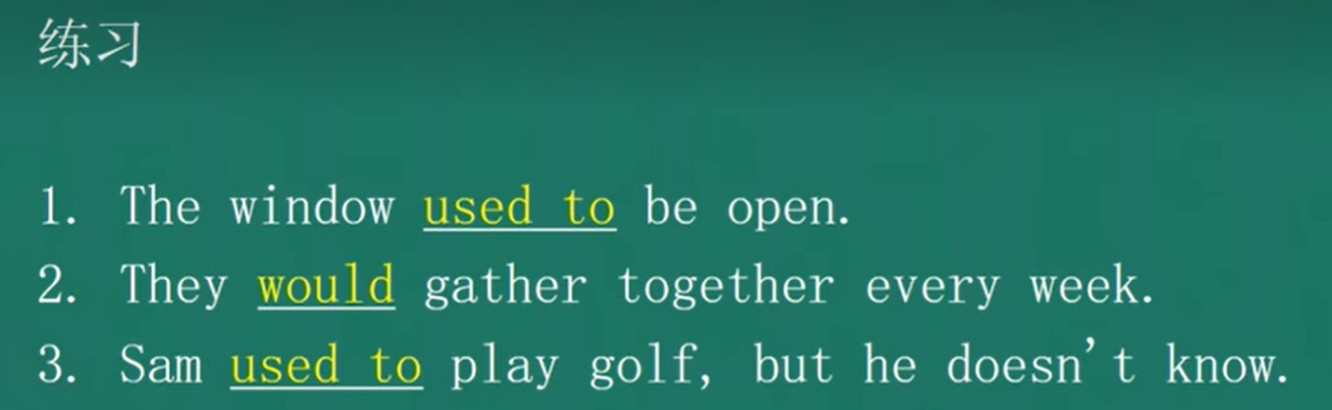 练习
1. The window used to be open.
2. They would gather together every week.
3. Sam used to play golf, but he doesn't know.